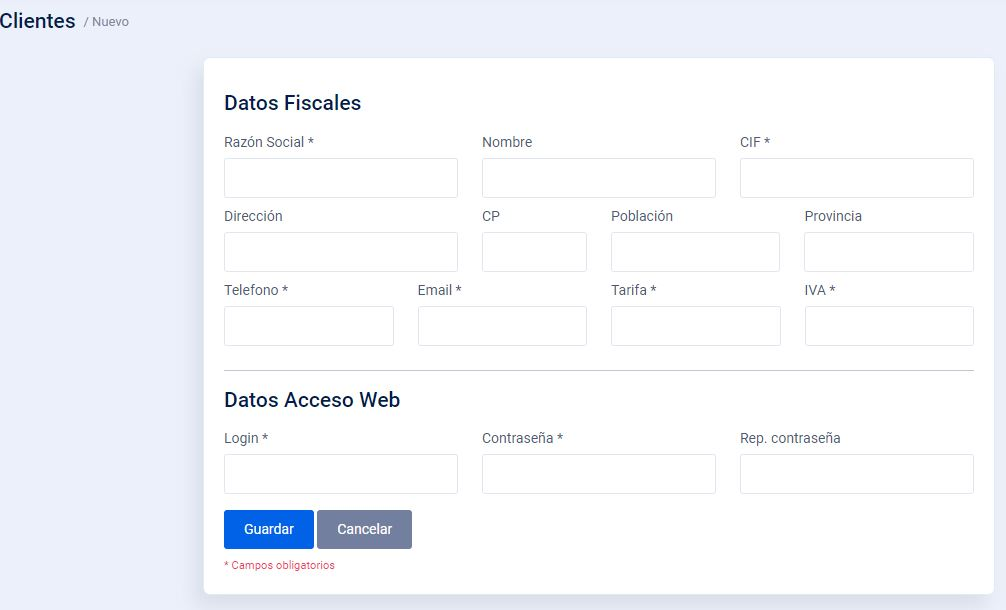 Clientes / Nuevo
Datos Fiscales
Razón Social * Nombre CIF *
Dirección CP Población Provincia
Telefono * Email * Tarifa * IVA *
Datos Acceso Web
Login * Contraseña * Rep. contraseña
Guardar Cancelar
* Campos obligatorios